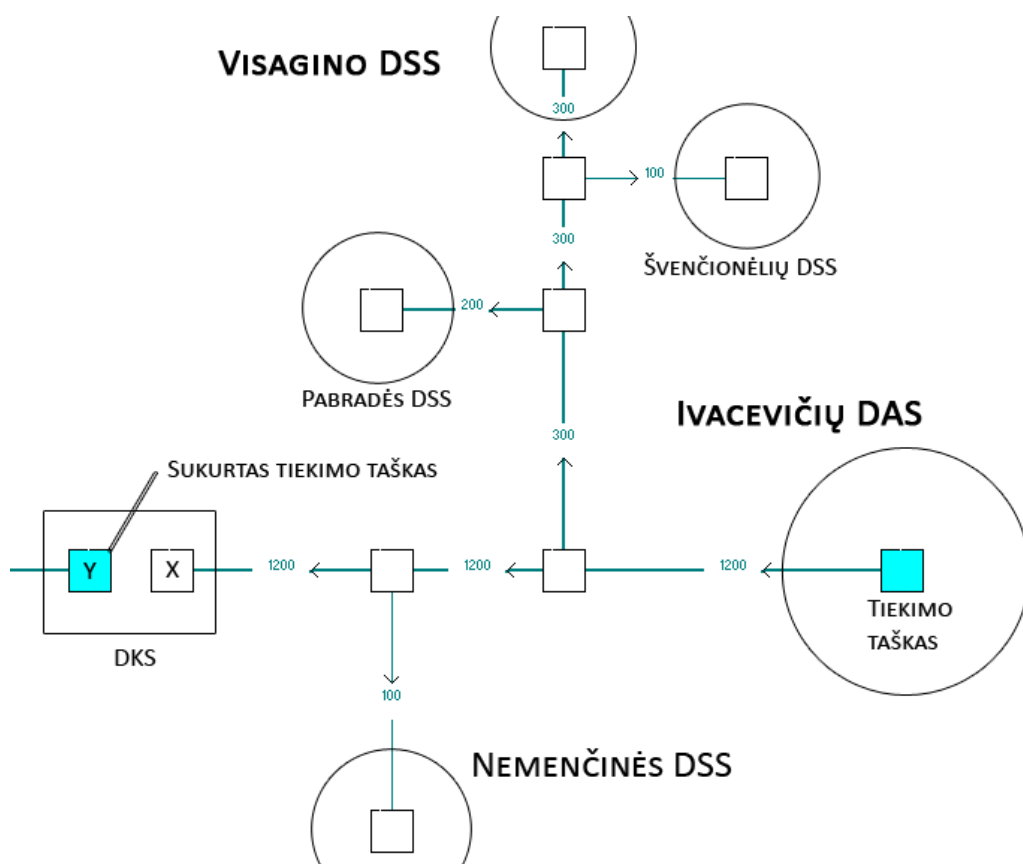 Visagino DSS
300
100
300
Švenčionėlių DSS
200
Pabradės DSS
Ivacevičių DAS
300
Sukurtas tiekimo taškas
Y
X
1200
1200
1200
Tiekimo
taškas
DKS
100
Nemenčinės DSS